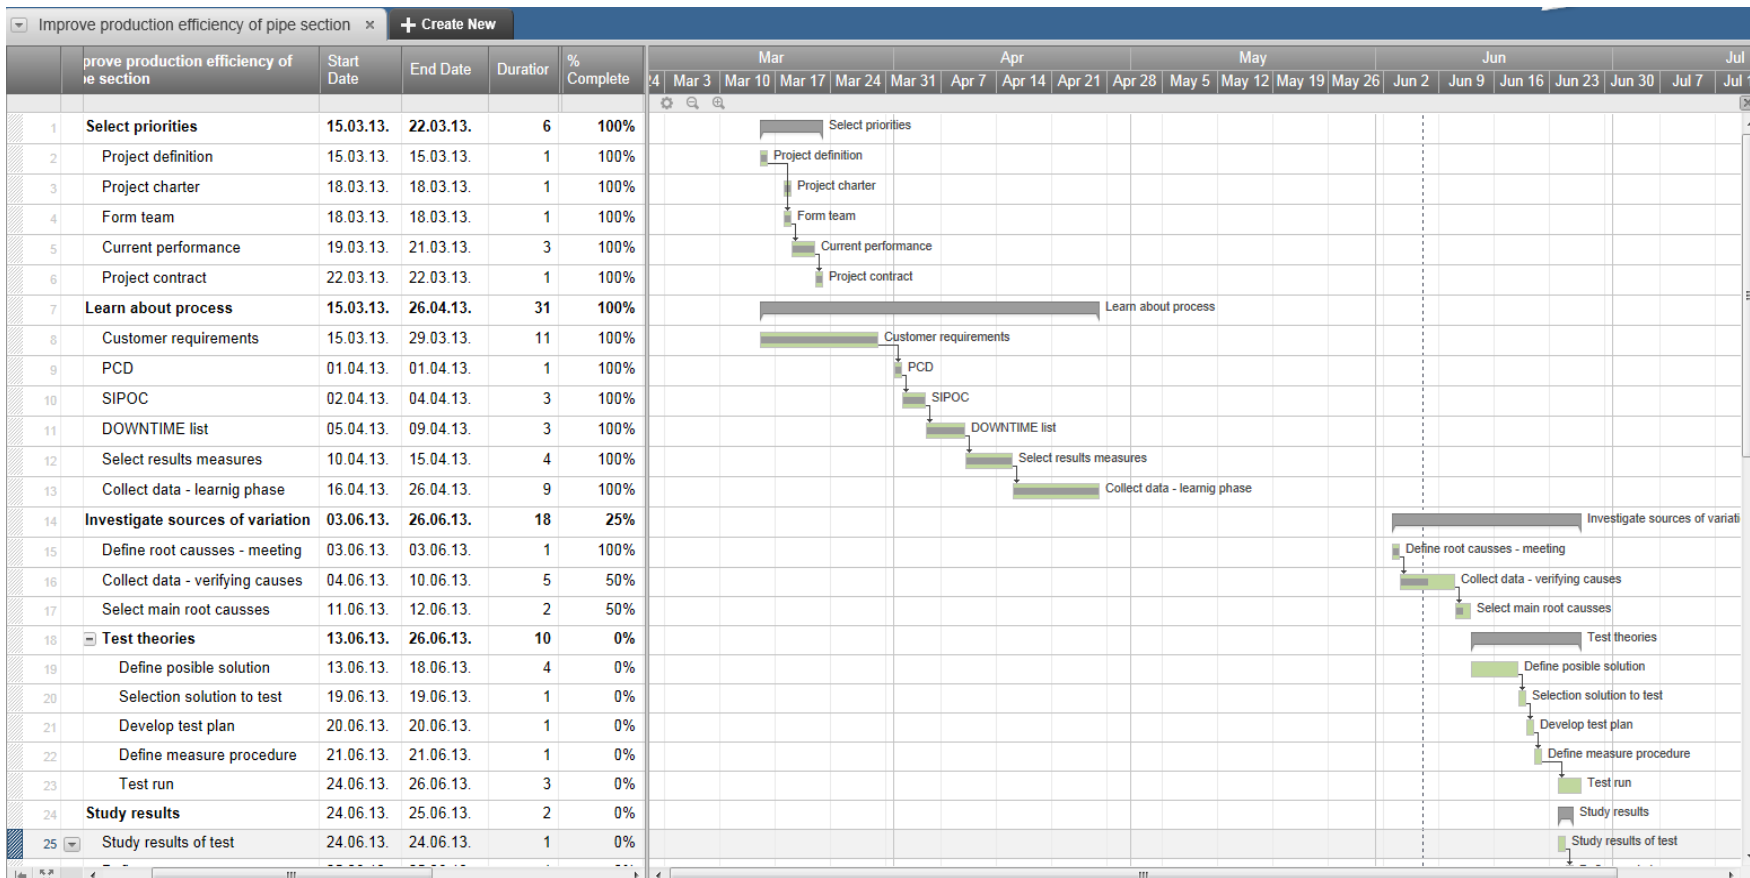 Improve production efficiency of pipe section × + Create New
prove production efficiency of
pe section
Start
Date
End Date
Duration
%
Complete
Mar Apr May Jun Jul
24 Mar 3 Mar 10 Mar 17 Mar 24 Mar 31 Apr 7 Apr 14 Apr 21 Apr 28 May 5 May 12 May 19 May 26 Jun 2 Jun 9 Jun 16 Jun 23 Jun 30 Jul 7 Jul 1
1 Select priorities 15.03.13. 22.03.13. 6 100% Select priorities
2 Project definition 15.03.13. 15.03.13. 1 100% Project definition
3 Project charter 18.03.13. 18.03.13. 1 100% Project charter
4 Form team 18.03.13. 18.03.13. 1 100% Form team
5 Current performance 19.03.13. 21.03.13. 3 100% Current performance
6 Project contract 22.03.13. 22.03.13. 1 100% Project contract
7 Learn about process 15.03.13. 26.04.13. 31 100% Learn about process
8 Customer requirements 15.03.13. 29.03.13. 11 100% Customer requirements
9 PCD 01.04.13. 01.04.13. 1 100% PCD
10 SIPOC 02.04.13. 04.04.13. 3 100% SIPOC
11 DOWNTIME list 05.04.13. 09.04.13. 3 100% DOWNTIME list
12 Select results measures 10.04.13. 15.04.13. 4 100% Select results measures
13 Collect data - learnig phase 16.04.13. 26.04.13. 9 100% Collect data - learnig phase
14 Investigate sources of variation 03.06.13. 26.06.13. 18 25% Investigate sources of variati
15 Define root causses - meeting 03.06.13. 03.06.13. 1 100% Define root causses - meeting
16 Collect data - verifying causes 04.06.13. 10.06.13. 5 50% Collect data - verifying causes
17 Select main root causses 11.06.13. 12.06.13. 2 50% Select main root causses
18 Test theories 13.06.13. 26.06.13. 10 0% Test theories
19 Define posible solution 13.06.13. 18.06.13. 4 0% Define posible solution
20 Selection solution to test 19.06.13. 19.06.13. 1 0% Selection solution to test
21 Develop test plan 20.06.13. 20.06.13. 1 0% Develop test plan
22 Define measure procedure 21.06.13. 21.06.13. 1 0% Define measure procedure
23 Test run 24.06.13. 26.06.13. 3 0% Test run
24 Study results 24.06.13. 25.06.13. 2 0% Study results
25 Study results of test 24.06.13. 24.06.13. 1 0% Study results of test